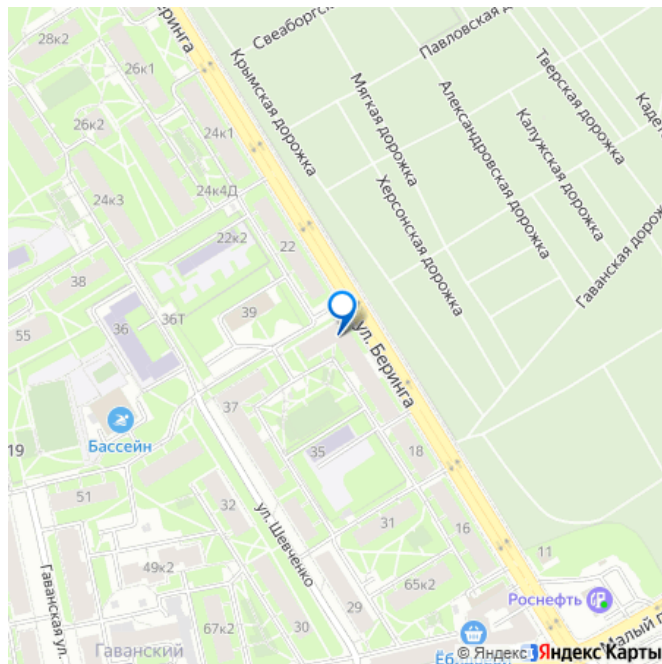 28к2
Беринга
Свеаборгск
Павловская д
26к1
Крымская дорожка
Мягкая дорожка
Тверская дорожка
Каде
26к2
24к1
Александровская дорожка
Калужская дорожка
24к3
24к4Д
Херсонская дорожка
22к2
22
Гаванская дорож
38
39
36Т
36
55
ул. Беринга
37
Бассейн
19
35
18
51
32
ул. Шевченко
31
16
11
49к2
65к2
Гаванская ул.
29
Роснефть
Гаванский
67к2
30
Малый п
© Яндекс
Яндекс Карты